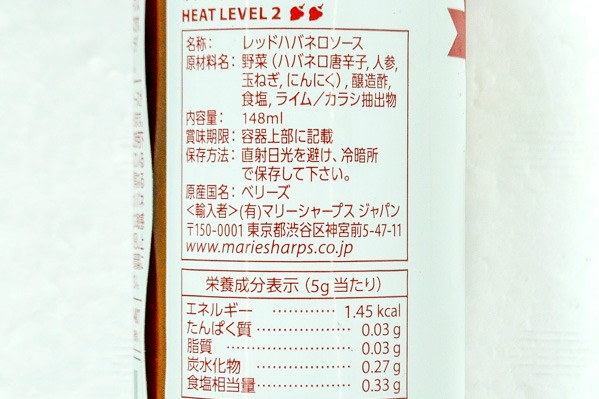 HEAT LEVEL 2
名称: レッドハバネロソース
原材料名: 野菜(ハバネロ唐辛子, 人参,
玉ねぎ, にんにく), 醸造酢,
食塩, ライム/カラシ抽出物
内容量: 148ml
賞味期限: 容器上部に記載
保存方法: 直射日光を避け、冷暗所
で保存して下さい。
原産国名: ベリーズ
<輸入者>(有)マリーシャープス ジャパン
〒150-0001 東京都渋谷区神宮前5-47-11
www.mariesharps.co.jp
栄養成分表示 (5g 当たり)
エネルギー ………… 1.45 kcal
たんぱく質 ………… 0.03 g
脂質 ………… 0.03 g
炭水化物 ………… 0.27 g
食塩相当量 ………… 0.33 g